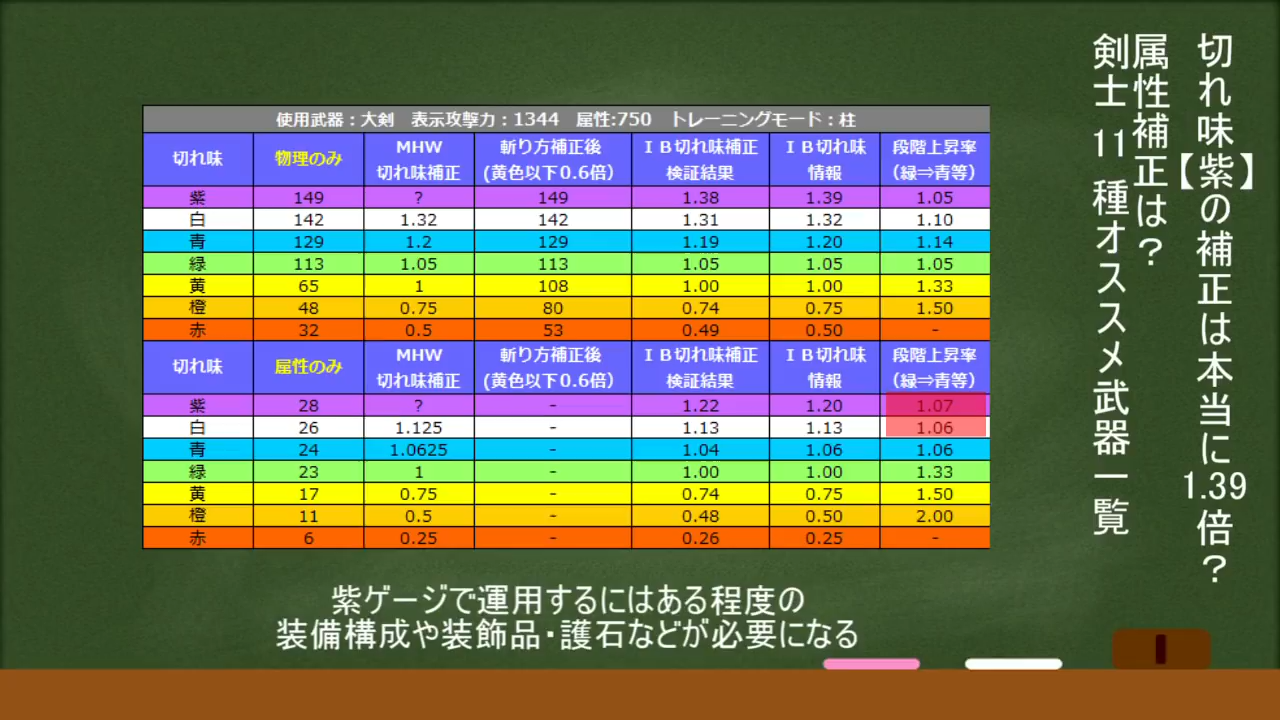 切れ味【紫】の補正は本当に1.39倍？
属性補正は？
剣士11種オススメ武器一覧
使用武器：大剣 表示攻撃力：1344 属性:750 トレーニングモード：柱
切れ味 物理のみ MHW 切れ味補正 斬り方補正後 (黄色以下0.6倍) ＩＢ切れ味補正 検証結果 ＩＢ切れ味 情報 段階上昇率 (緑⇒青等)
紫 149 ? 149 1.38 1.39 1.05
白 142 1.32 142 1.31 1.32 1.10
青 129 1.2 129 1.19 1.20 1.14
緑 113 1.05 113 1.05 1.05 1.05
黄 65 1 108 1.00 1.00 1.33
橙 48 0.75 80 0.74 0.75 1.50
赤 32 0.5 53 0.49 0.50 -
切れ味 属性のみ MHW 切れ味補正 斬り方補正後 (黄色以下0.6倍) ＩＢ切れ味補正 検証結果 ＩＢ切れ味 情報 段階上昇率 (緑⇒青等)
紫 28 ? - 1.22 1.20 1.07
白 26 1.125 - 1.13 1.13 1.06
青 24 1.0625 - 1.04 1.06 1.06
緑 23 1 - 1.00 1.00 1.33
黄 17 0.75 - 0.74 0.75 1.50
橙 11 0.5 - 0.48 0.50 2.00
赤 6 0.25 - 0.26 0.25 -
紫ゲージで運用するにはある程度の
装備構成や装飾品・護石などが必要になる